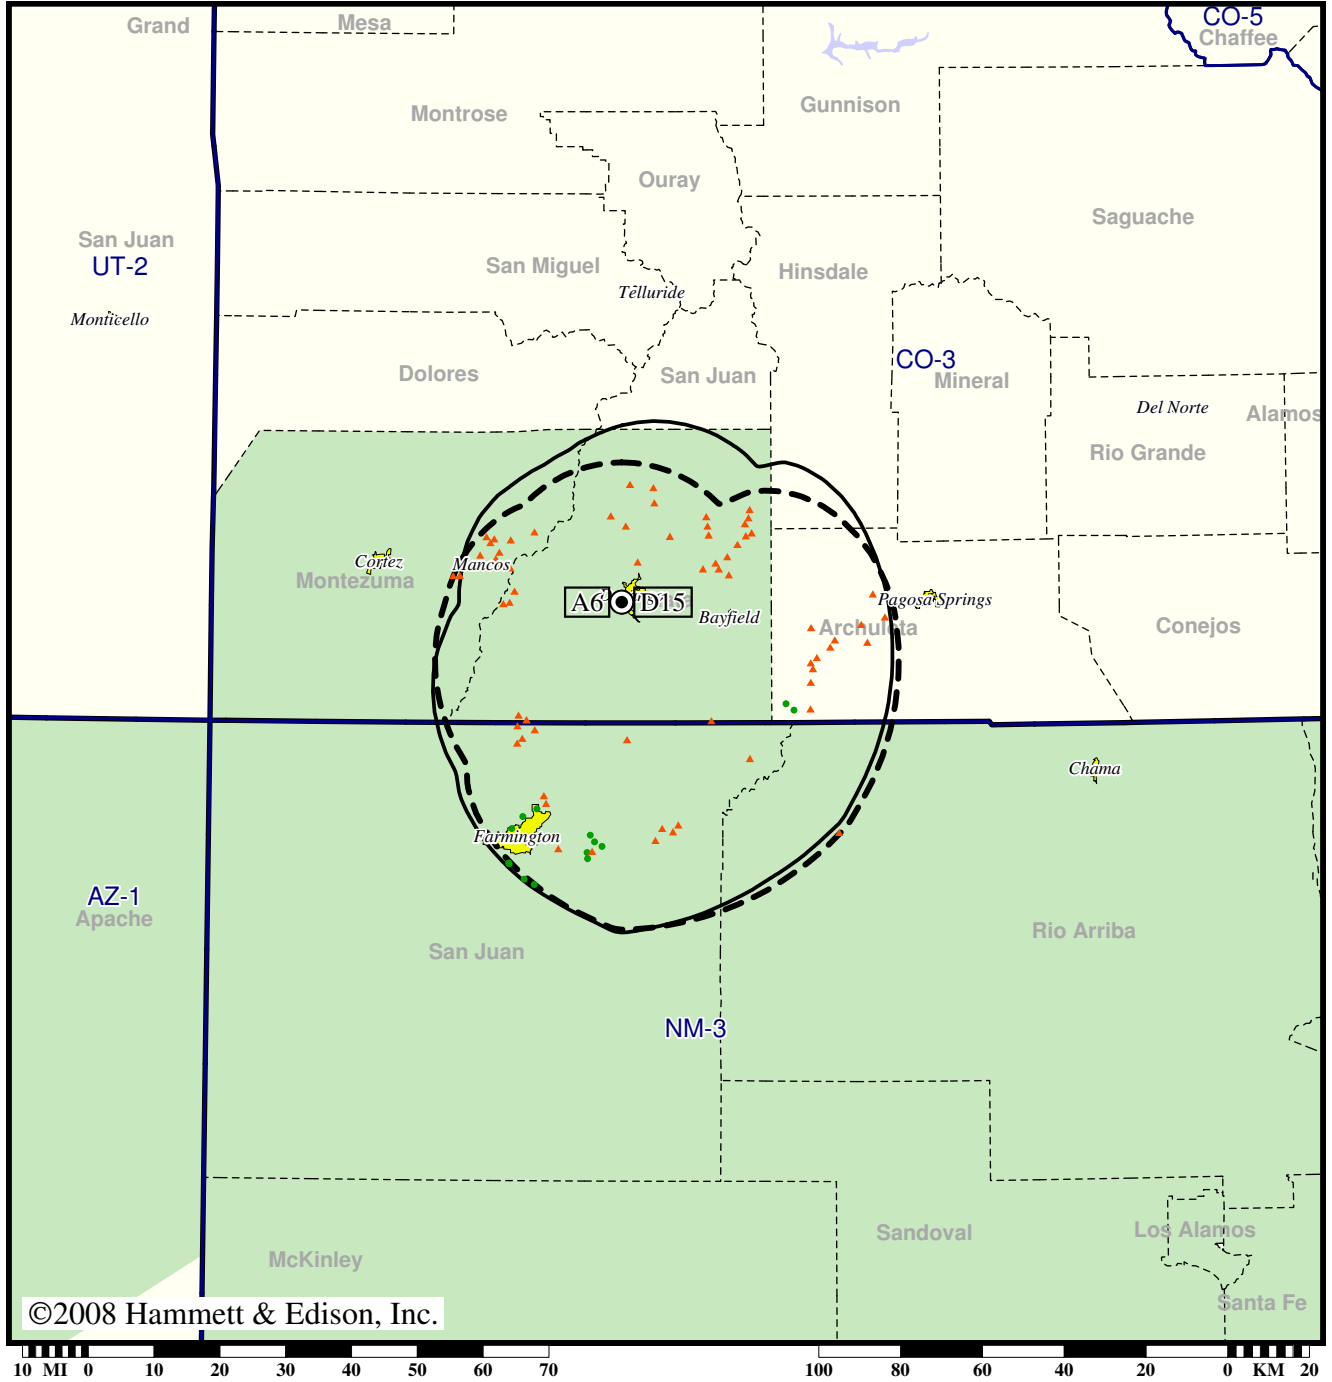 CO-5
Grand
Mesa
Chaffee
Gunnison
Montrose
Ouray
Saguache
San Juan
UT-2
San Miguel
Hinsdale
Telluride
Monticello
CO-3
Dolores
San Juan
Mineral
Del Norte
Alamos
Rio Grande
Cortez
Mancos
Montezuma
A6
D15
Bayfield
Pagosa Springs
Archuleta
Conejos
Chama
Farmington
AZ-1
Apache
San Juan
Rio Arriba
NM-3
Sandoval
Los Alamos
McKinley
Santa Fe
©2008 Hammett & Edison, Inc.
10 MI 0 10 20 30 40 50 60 70 100 80 60 40 20 0 KM 20